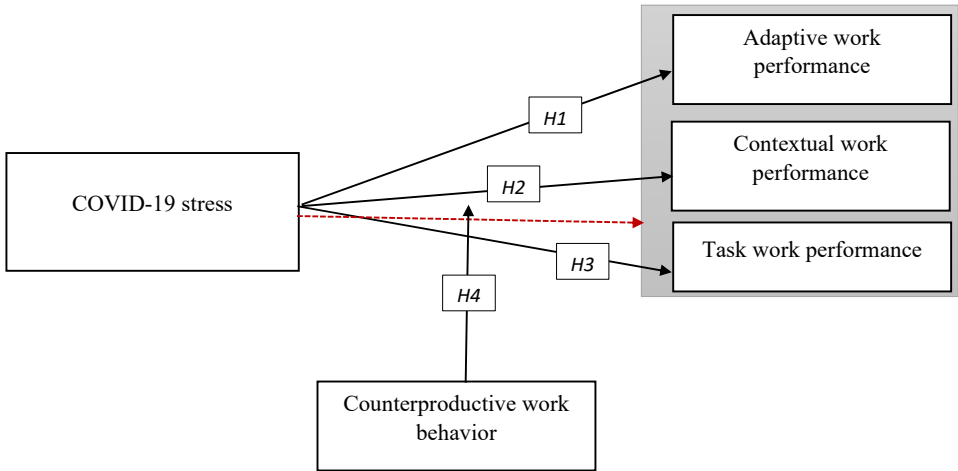 Adaptive work
performance
H1
Contextual work
performance
H2
COVID-19 stress
Task work performance
H3
H4
Counterproductive work
behavior